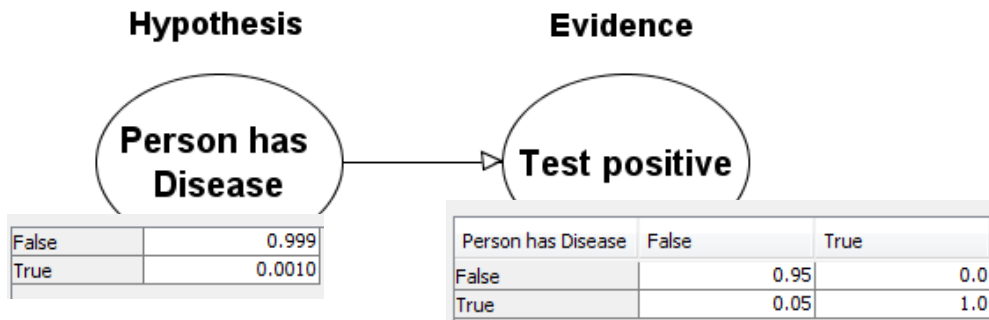 Hypothesis Evidence
Person has
Disease
Test positive
False 0.999
True 0.0010
Person has Disease False True
False 0.95 0.0
True 0.05 1.0